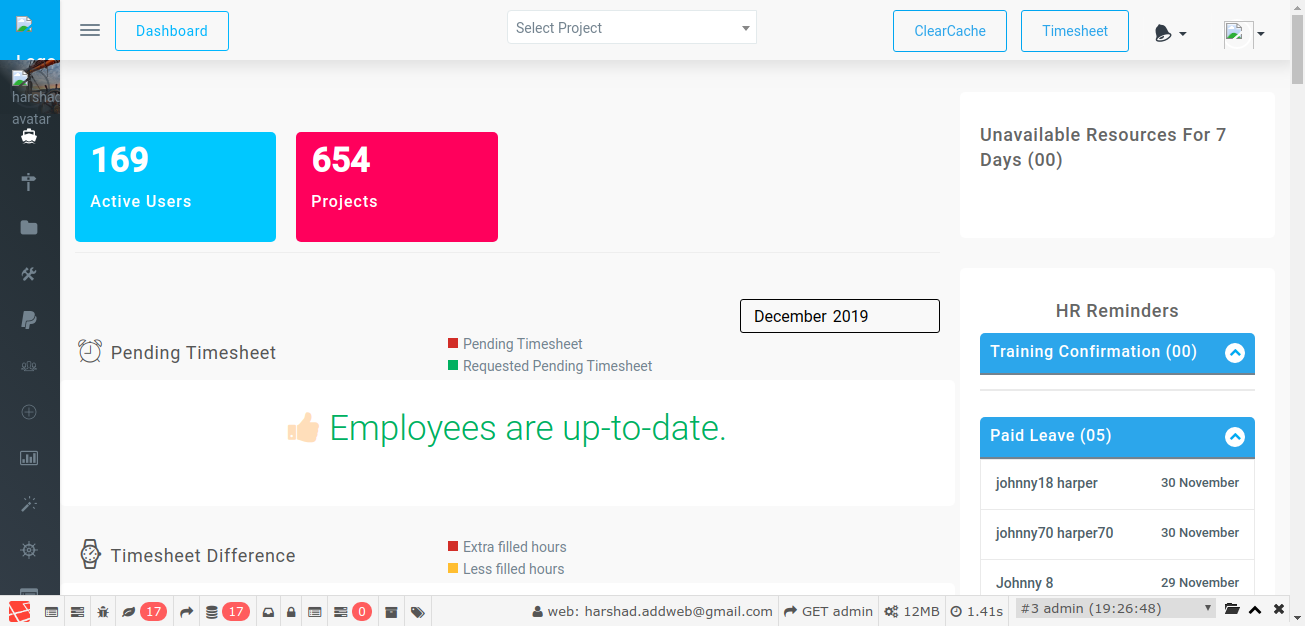 Dashboard
Select Project
ClearCache
Timesheet
harshad
avatar
169
Active Users
654
Projects
Unavailable Resources For 7
Days (00)
December 2019
Pending Timesheet
Pending Timesheet
Requested Pending Timesheet
Employees are up-to-date.
HR Reminders
Training Confirmation (00)
Paid Leave (05)
johnny18 harper 30 November
johnny70 harper70 30 November
Johnny 8 29 November
Timesheet Difference
Extra filled hours
Less filled hours
17 17 0 web: harshad.addweb@gmail.com GET admin 12MB 1.41s #3 admin (19:26:48)